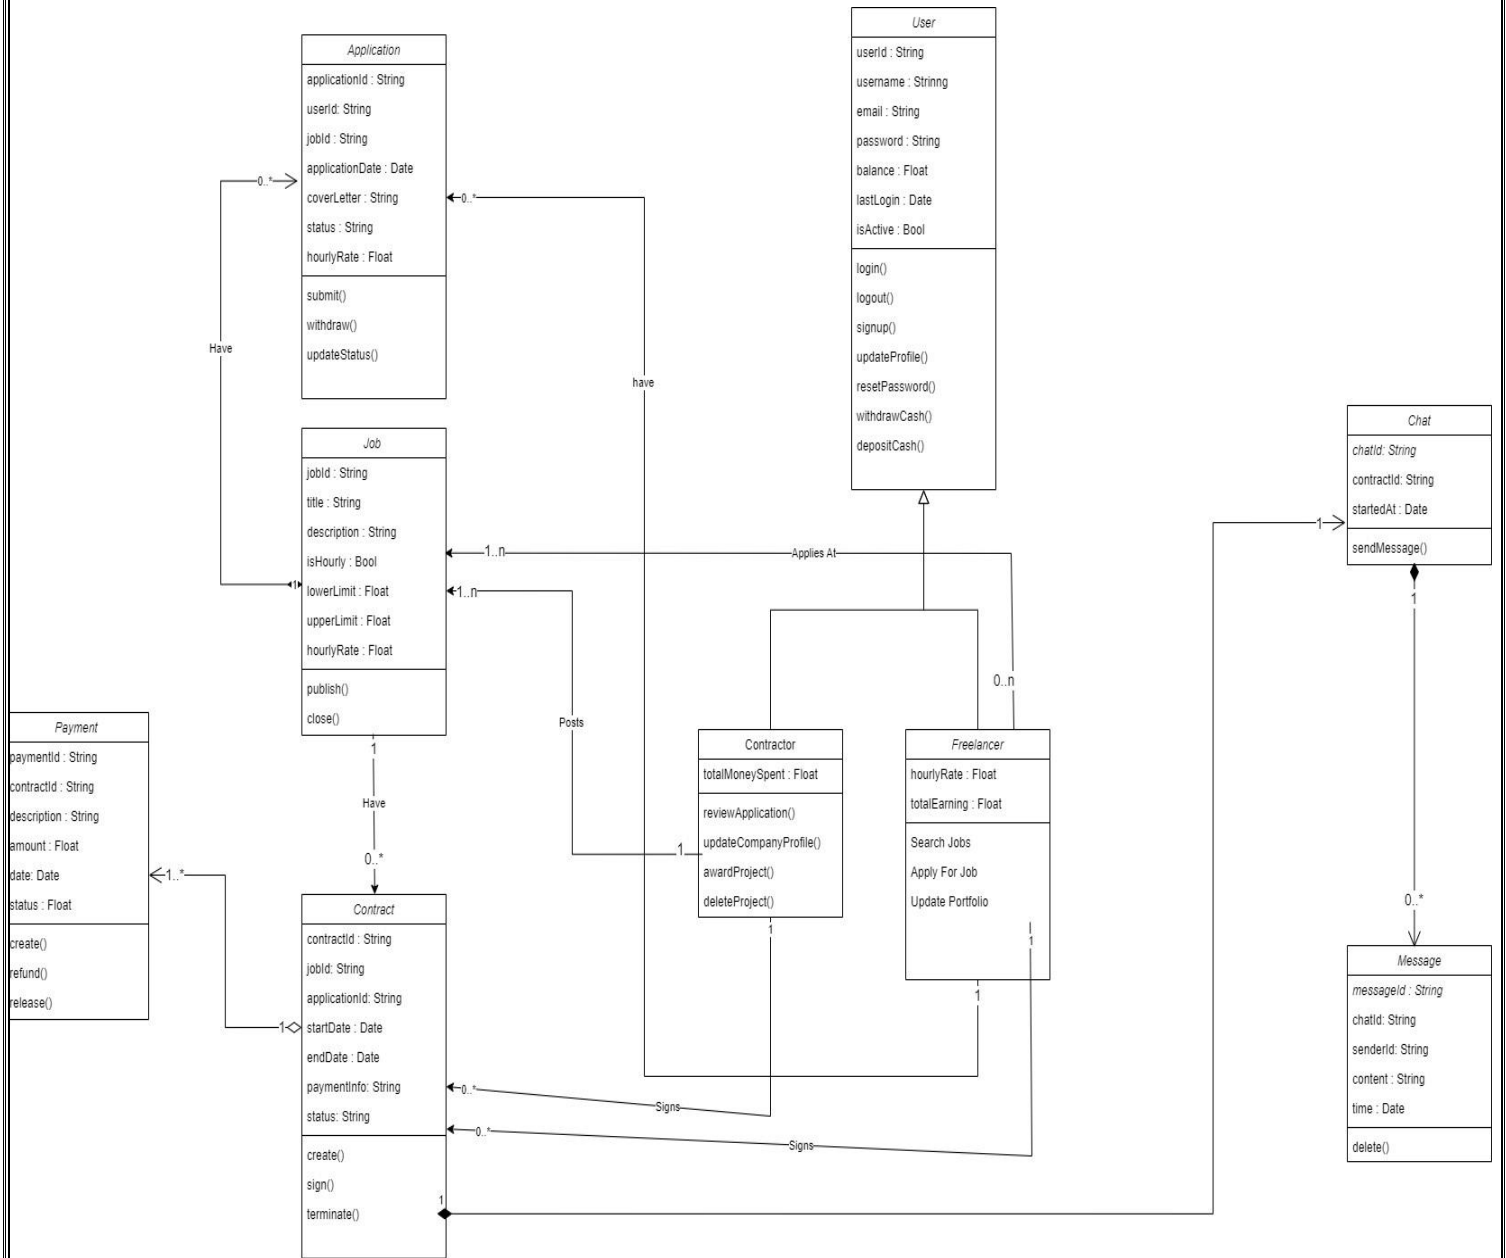 User
userId : String
username : Strinng
email : String
password : String
balance : Float
lastLogin : Date
isActive : Bool
login()
logout()
signup()
updateProfile()
resetPassword()
withdrawCash()
depositCash()
Application
applicationId : String
userId: String
jobId : String
applicationDate : Date
coverLetter : String
status : String
hourlyRate : Float
submit()
withdraw()
updateStatus()
0..*
0..*
Have
have
Job
jobId : String
title : String
description : String
isHourly : Bool
lowerLimit : Float
upperLimit : Float
hourlyRate : Float
publish()
close()
1
1..n
Applies At
1..n
0..n
Posts
1
Have
0..*
Chat
chatId: String
contractId: String
startedAt : Date
sendMessage()
1
1
0..*
Payment
paymentId : String
contractId : String
description : String
amount : Float
date: Date
status : Float
create()
refund()
release()
1..*
1
Contractor
totalMoneySpent : Float
reviewApplication()
updateCompanyProfile()
awardProject()
deleteProject()
1
1
Freelancer
hourlyRate : Float
totalEarning : Float
Search Jobs
Apply For Job
Update Portfolio
1
1
Contract
contractId : String
jobId: String
applicationId: String
startDate : Date
endDate : Date
paymentInfo: String
status: String
create()
sign()
terminate()
0..*
Signs
0..*
Signs
1
Message
messageId : String
chatId: String
senderId: String
content : String
time : Date
delete()